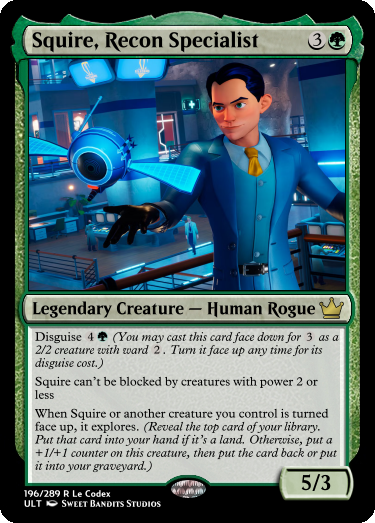 Squire, Recon Specialist 3
Legendary Creature — Human Rogue
Disguise 4 (You may cast this card face down for 3 as a
2/2 creature with ward 2. Turn it face up any time for its
disguise cost.)
Squire can't be blocked by creatures with power 2 or
less
When Squire or another creature you control is turned
face up, it explores. (Reveal the top card of your library.
Put that card into your hand if it's a land. Otherwise, put a
+1/+1 counter on this creature, then put the card back or put
it into your graveyard.)
5/3
196/289 R Le Codex
ULT Sweet Bandits Studios